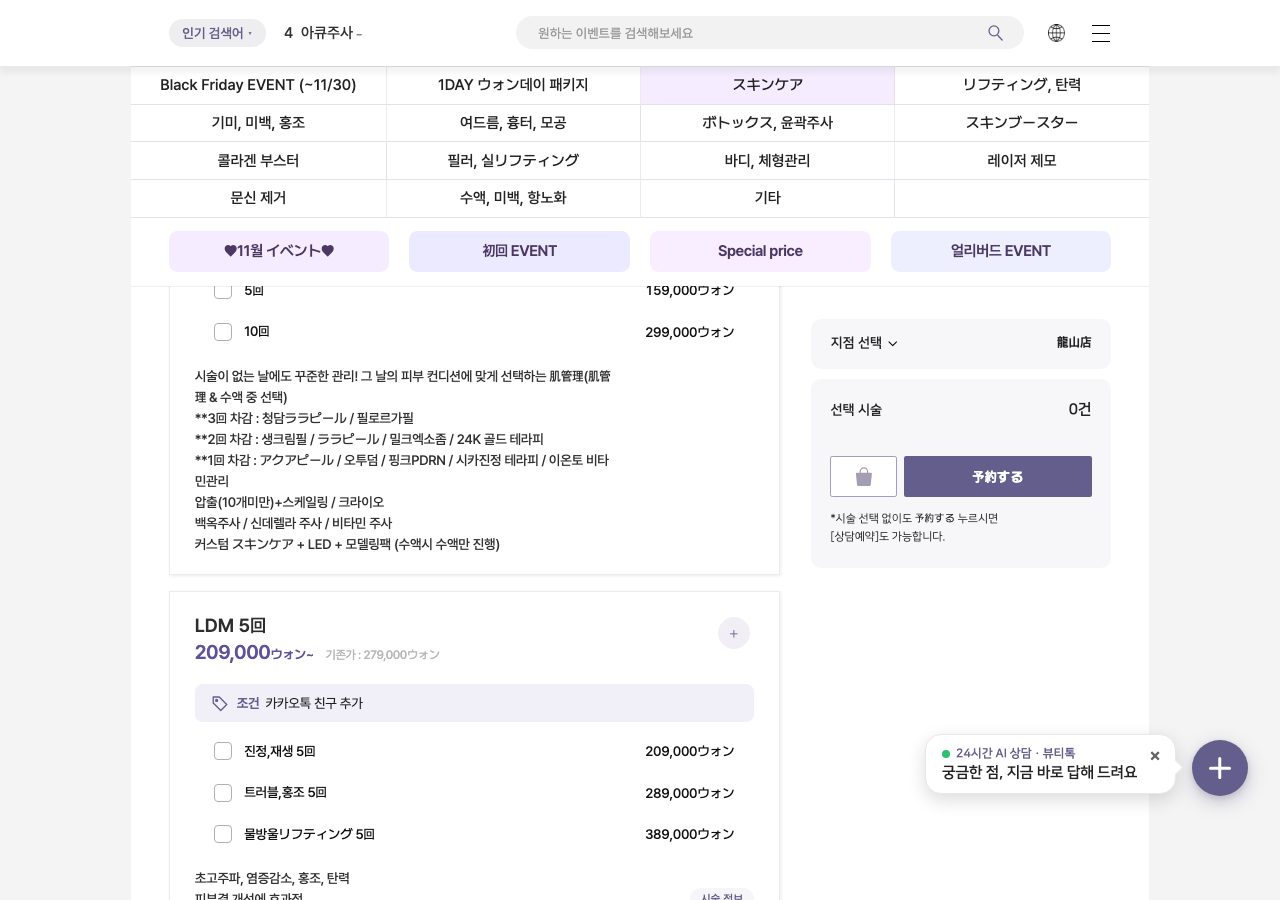 인기 검색어
4 아큐주사 –
원하는 이벤트를 검색해보세요
Black Friday EVENT (~11/30)
1DAY ウォンデイ 패키지
スキンケア
リフティング, 탄력
기미, 미백, 홍조
여드름, 흉터, 모공
ボトックス, 윤곽주사
スキンブースター
콜라겐 부스터
필러, 실リフティング
바디, 체형관리
레이저 제모
문신 제거
수액, 미백, 항노화
기타
♥11월 イベント♥
初回 EVENT
Special price
얼리버드 EVENT
5回 159,000ウォン
10回 299,000ウォン
시술이 없는 날에도 꾸준한 관리! 그 날의 피부 컨디션에 맞게 선택하는 肌管理(肌管
理 & 수액 중 선택)
**3回 차감 : 청담ララピール / 필로르가필
**2回 차감 : 생크림필 / ララピール / 밀크엑소좀 / 24K 골드 테라피
**1回 차감 : アクアピール / 오투덤 / 핑크PDRN / 시카진정 테라피 / 이온토 비타
민관리
압출(10개미만)+스케일링 / 크라이오
백옥주사 / 신데렐라 주사 / 비타민 주사
커스텀 スキンケア + LED + 모델링팩 (수액시 수액만 진행)
지점 선택 龍山店
선택 시술 0건
予約する
*시술 선택 없이도 予約する 누르시면
[상담예약]도 가능합니다.
LDM 5回
+
209,000ウォン~ 기존가 : 279,000ウォン
조건 카카오톡 친구 추가
진정,재생 5回 209,000ウォン
트러블,홍조 5回 289,000ウォン
물방울リフティング 5回 389,000ウォン
초고주파, 염증감소, 홍조, 탄력
피부결 개선에 효과적
시술 정보
24시간 AI 상담 · 뷰티톡
궁금한 점, 지금 바로 답해 드려요